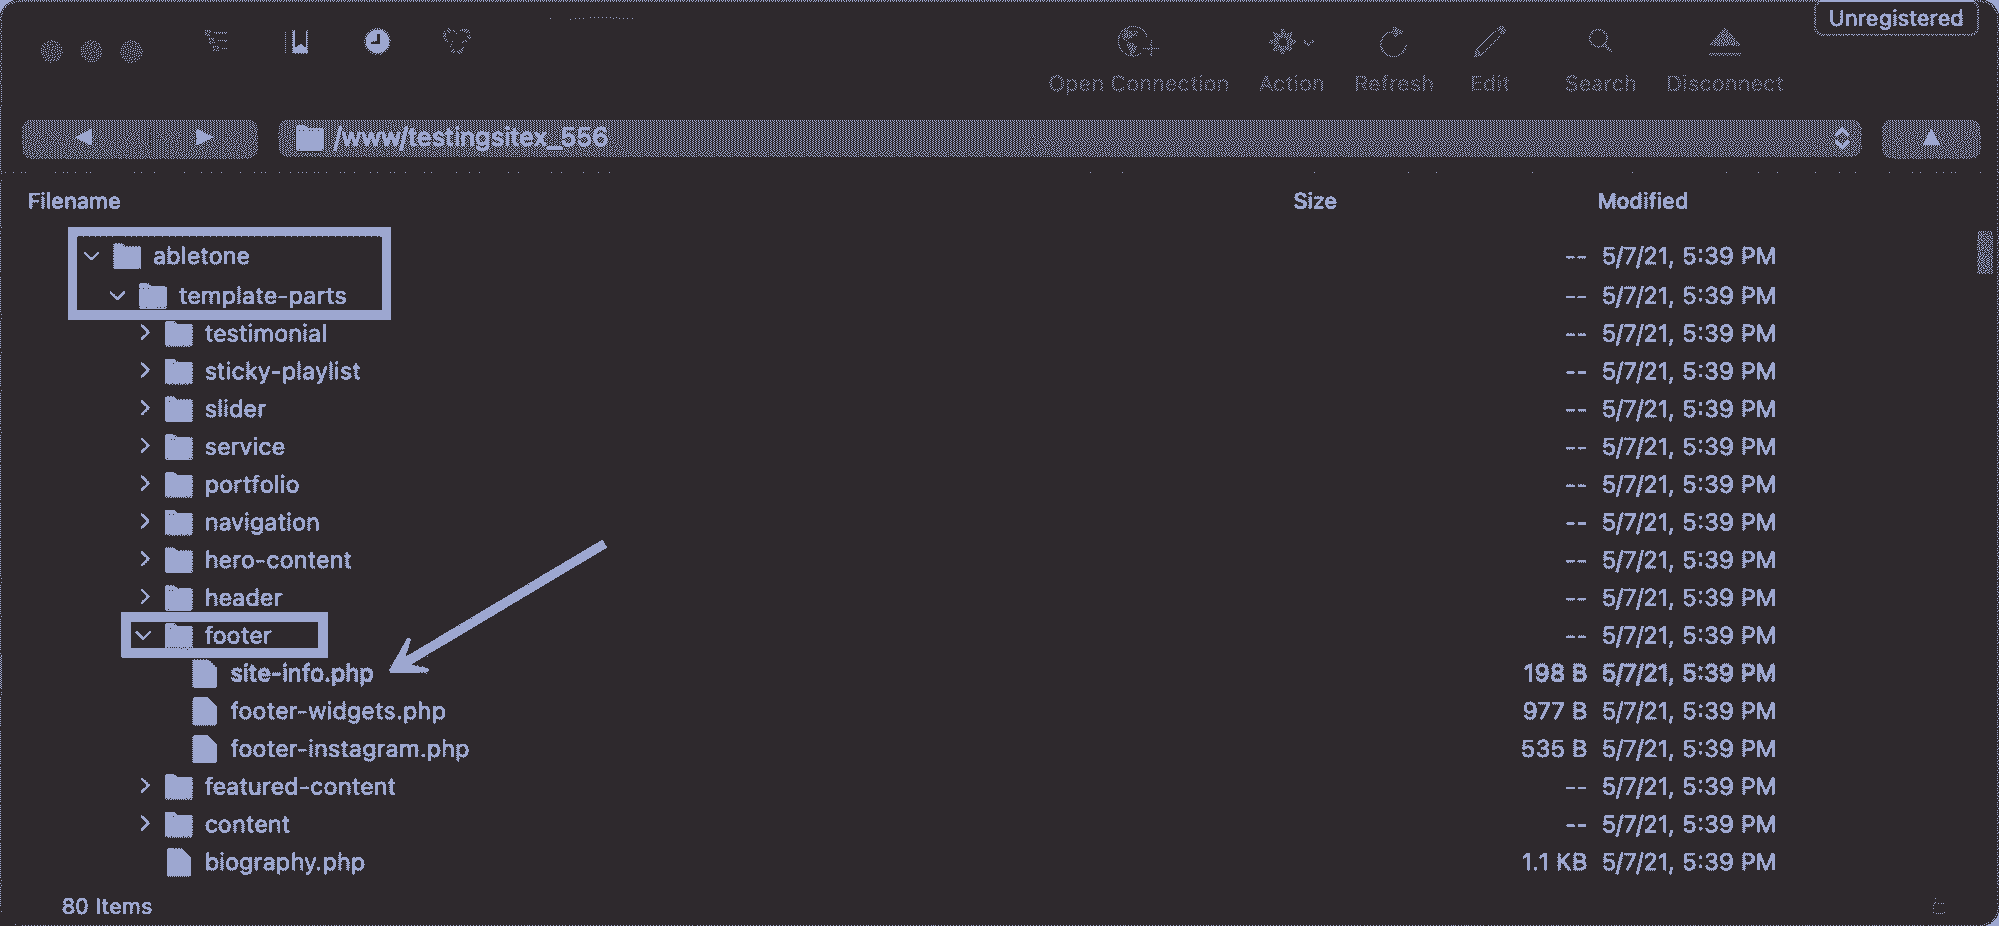 Unregistered
Open Connection Action Refresh Edit Search Disconnect
/www/testingsitex_556
Filename Size Modified
abletone -- 5/7/21, 5:39 PM
template-parts -- 5/7/21, 5:39 PM
testimonial -- 5/7/21, 5:39 PM
sticky-playlist -- 5/7/21, 5:39 PM
slider -- 5/7/21, 5:39 PM
service -- 5/7/21, 5:39 PM
portfolio -- 5/7/21, 5:39 PM
navigation -- 5/7/21, 5:39 PM
hero-content -- 5/7/21, 5:39 PM
header -- 5/7/21, 5:39 PM
footer -- 5/7/21, 5:39 PM
site-info.php 198 B 5/7/21, 5:39 PM
footer-widgets.php 977 B 5/7/21, 5:39 PM
footer-instagram.php 535 B 5/7/21, 5:39 PM
featured-content -- 5/7/21, 5:39 PM
content -- 5/7/21, 5:39 PM
biography.php 1.1 KB 5/7/21, 5:39 PM
80 Items